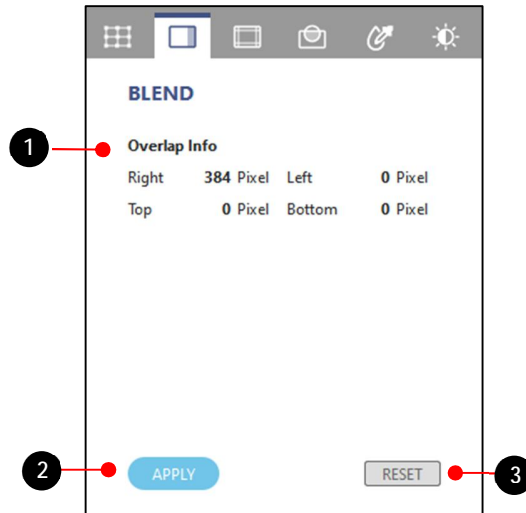 BLEND
1
Overlap Info
Right 384 Pixel Left 0 Pixel
Top 0 Pixel Bottom 0 Pixel
2 APPLY RESET 3